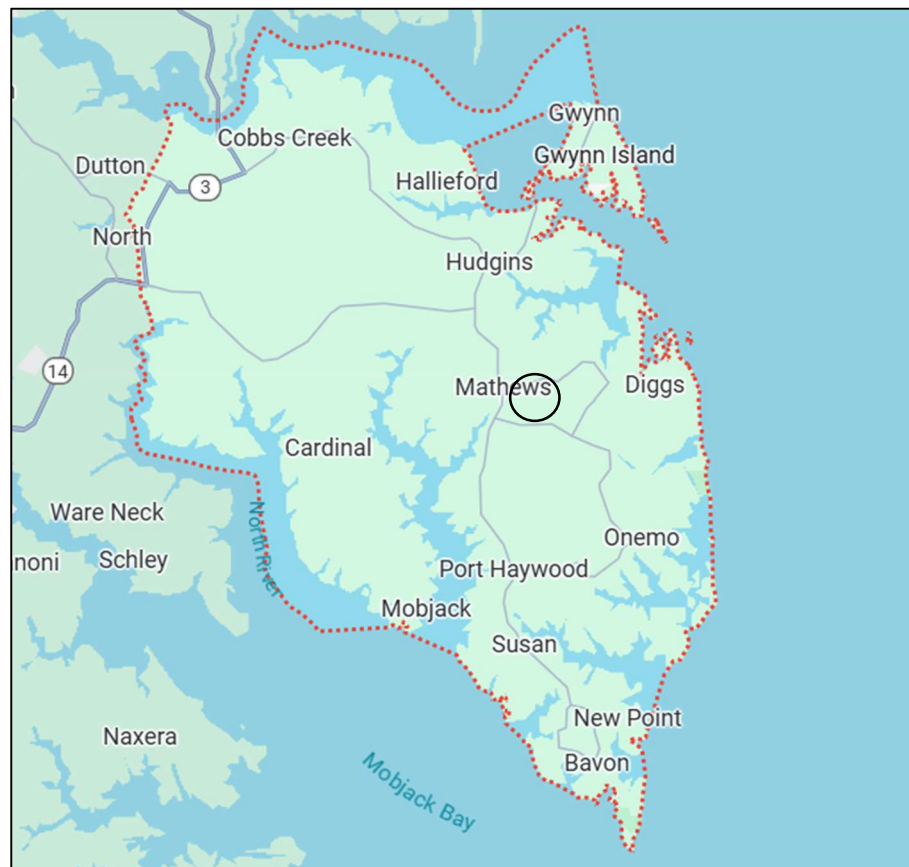 Gwynn
Cobbs Creek
Gwynn Island
Dutton
Hallieford
3
North
Hudgins
14
Mathews
Diggs
Cardinal
Ware Neck
North River
Onemo
noni
Schley
Port Haywood
Mobjack
Susan
New Point
Naxera
Bavon
Mobjack Bay